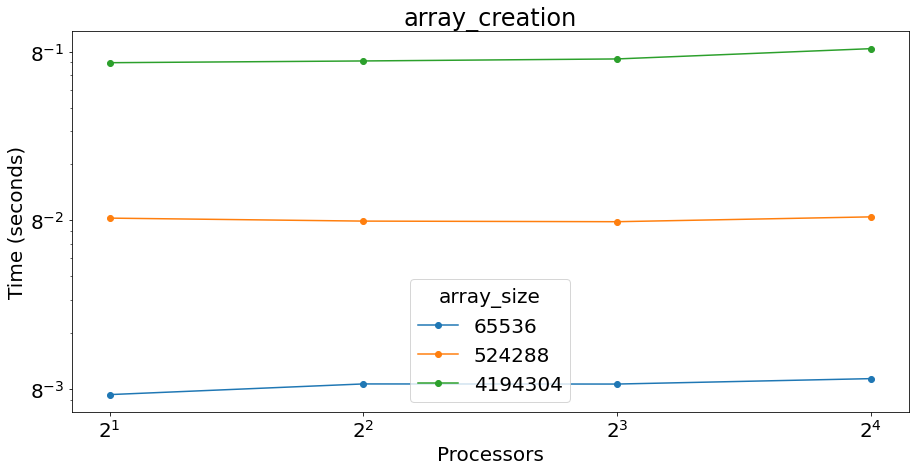 array_creation
Time (seconds)
8⁻¹
8⁻²
8⁻³
array_size
65536
524288
4194304
2¹ 2² 2³ 2⁴
Processors